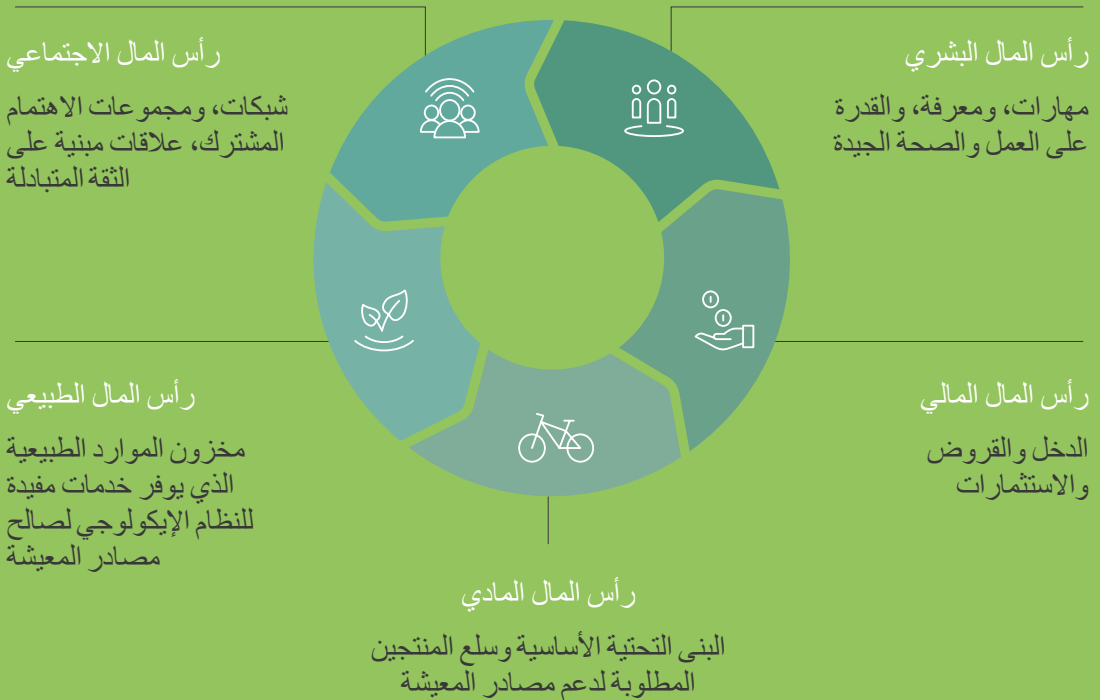 رأس المال البشري
مهارات، ومعرفة، والقدرة
على العمل والصحة الجيدة
رأس المال الاجتماعي
شبكات، ومجموعات الاهتمام
المشترك، علاقات مبنية على
الثقة المتبادلة
رأس المال المالي
الدخل والقروض
والاستثمارات
رأس المال الطبيعي
مخزون الموارد الطبيعية
الذي يوفر خدمات مفيدة
للنظام الإيكولوجي لصالح
مصادر المعيشة
رأس المال المادي
البنى التحتية الأساسية وسلع المنتجين
المطلوبة لدعم مصادر المعيشة